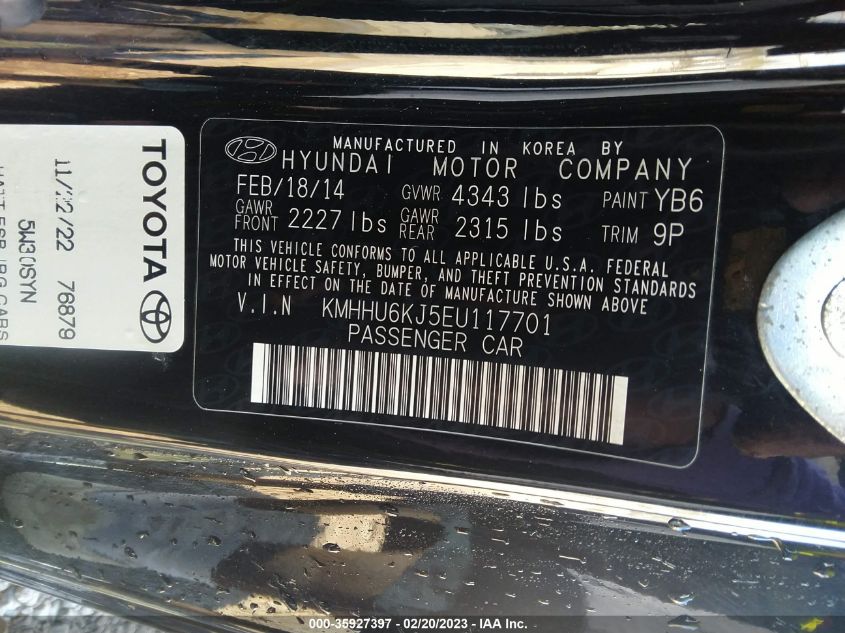 MANUFACTURED IN KOREA BY
HYUNDAI MOTOR COMPANY
FEB/18/14 GVWR 4343 lbs PAINT YB6
GAWR FRONT 2227 lbs GAWR REAR 2315 lbs TRIM 9P
THIS VEHICLE CONFORMS TO ALL APPLICABLE U.S.A. FEDERAL
MOTOR VEHICLE SAFETY, BUMPER, AND THEFT PREVENTION STANDARDS
IN EFFECT ON THE DATE OF MANUFACTURE SHOWN ABOVE
V.I.N KMHHU6KJ5EU117701
PASSENGER CAR
TOYOTA
76879
5W30SYN
000-35927397 - 02/20/2023 - IAA Inc.